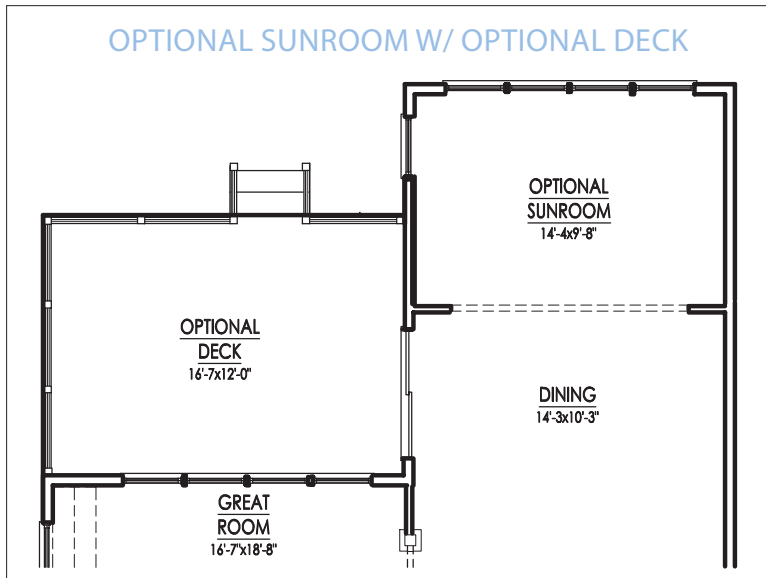 OPTIONAL SUNROOM W/ OPTIONAL DECK
OPTIONAL
SUNROOM
14'-4x9'-8"
OPTIONAL
DECK
16'-7x12'-0"
DINING
14'-3x10'-3"
GREAT
ROOM
16'-7"x18'-8"